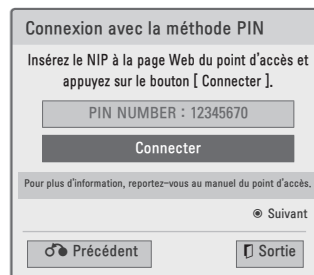 Connexion avec la méthode PIN
Insérez le NIP à la page Web du point d'accès et
appuyez sur le bouton [ Connecter ].
PIN NUMBER : 12345670
Connecter
Pour plus d'information, reportez-vous au manuel du point d'accès.
Suivant
Précédent
Sortie